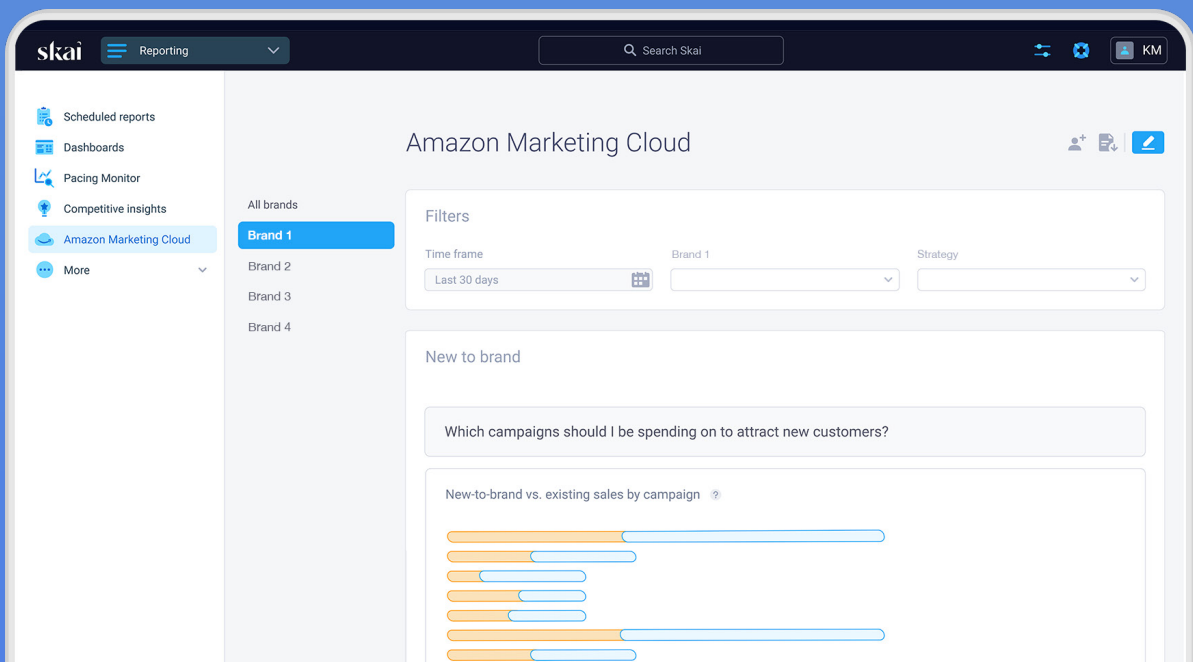 skai
Reporting
Search Skai
KM
Scheduled reports
Dashboards
Pacing Monitor
Competitive insights
Amazon Marketing Cloud
More
All brands
Brand 1
Brand 2
Brand 3
Brand 4
Amazon Marketing Cloud
Filters
Time frame
Brand 1
Strategy
Last 30 days
New to brand
Which campaigns should I be spending on to attract new customers?
New-to-brand vs. existing sales by campaign ?